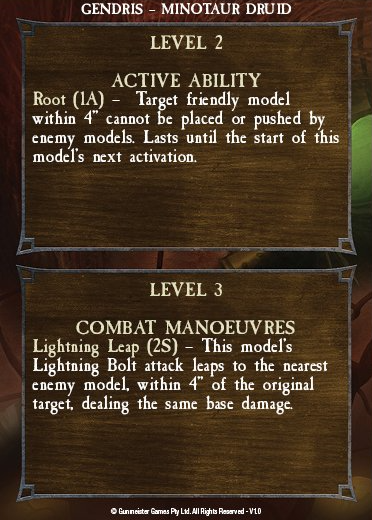 GENDRIS – MINOTAUR DRUID
LEVEL 2
ACTIVE ABILITY
Root (1A) – Target friendly model
within 4” cannot be placed or pushed by
enemy models. Lasts until the start of this
model's next activation.
LEVEL 3
COMBAT MANOEUVRES
Lightning Leap (2S) – This model's
Lightning Bolt attack leaps to the nearest
enemy model, within 4” of the original
target, dealing the same base damage.
© Gunmeister Games Pty Ltd. All Rights Reserved - V1.0